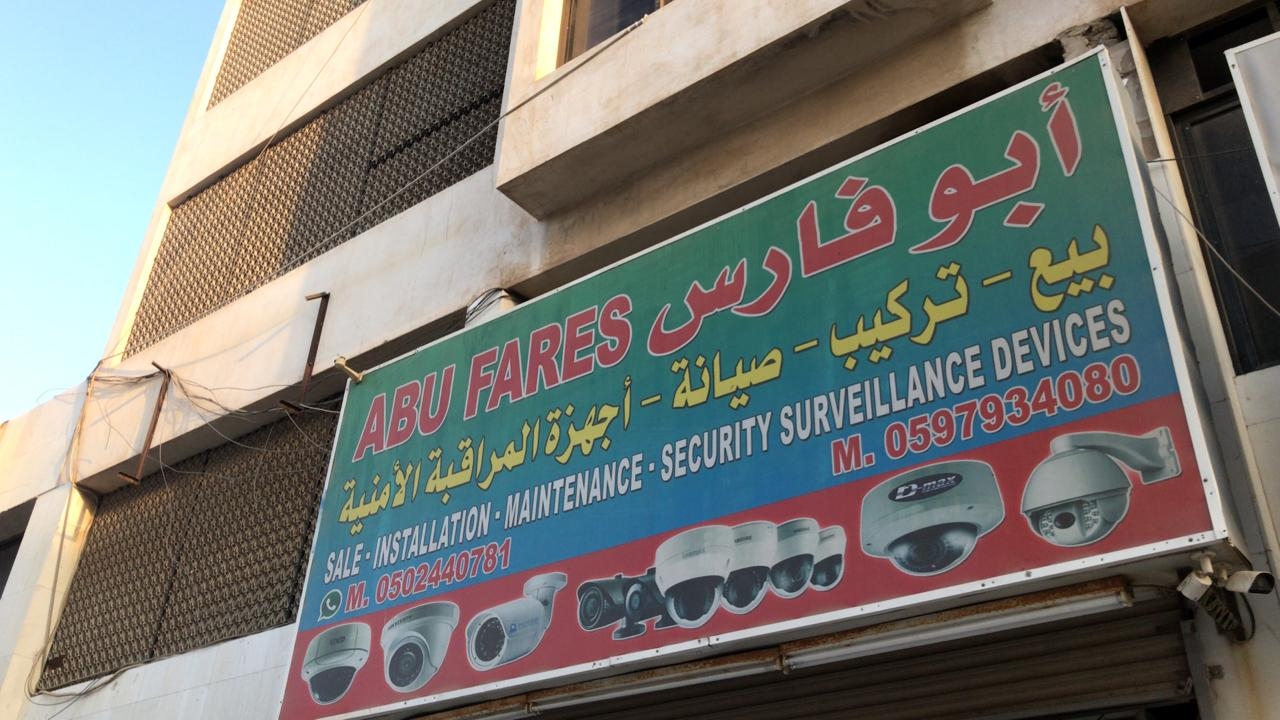 أبو فارس
ABU FARES
بيع - تركيب - صيانة - أجهزة المراقبة الأمنية
SALE - INSTALLATION - MAINTENANCE - SECURITY SURVEILLANCE DEVICES
M. 0502440781
M. 0597934080
D-max